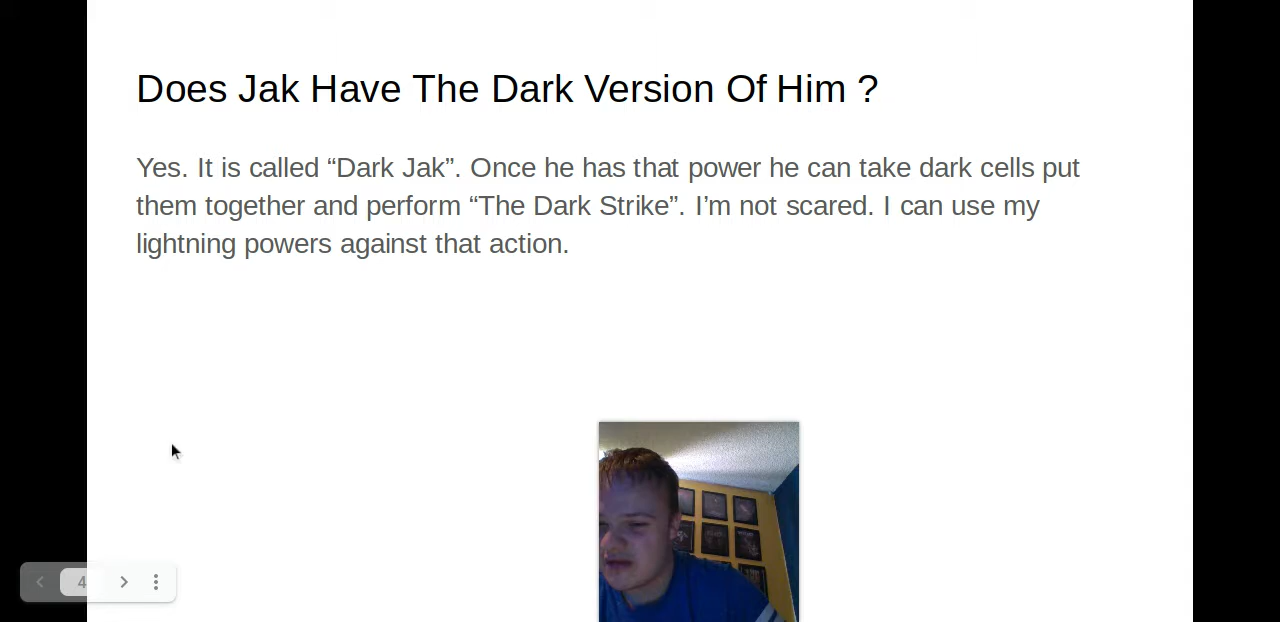 Does Jak Have The Dark Version Of Him ?
Yes. It is called “Dark Jak”. Once he has that power he can take dark cells put
them together and perform “The Dark Strike”. I’m not scared. I can use my
lightning powers against that action.
4